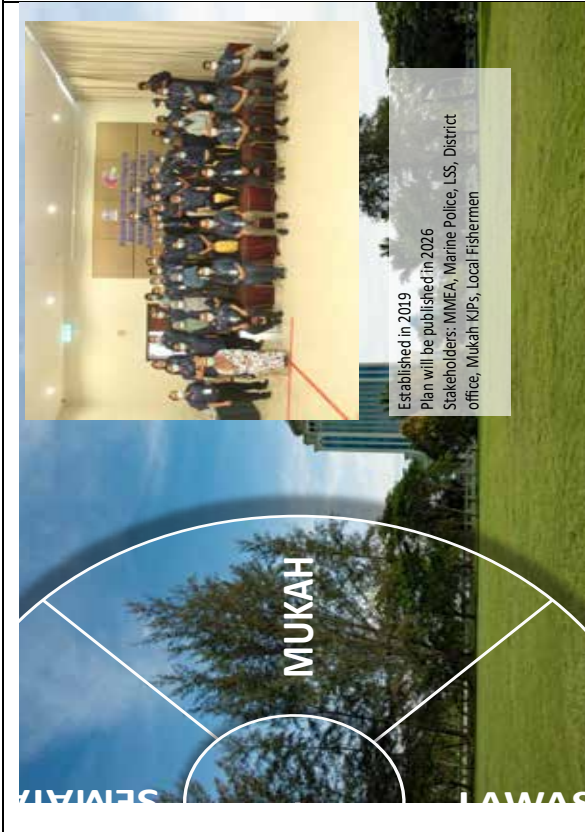 Established in 2019
Plan will be published in 2026
Stakeholders: MMEA, Marine Police, LSS, District
office, Mukah KJPs, Local Fishermen
MUKAH
LAWAS